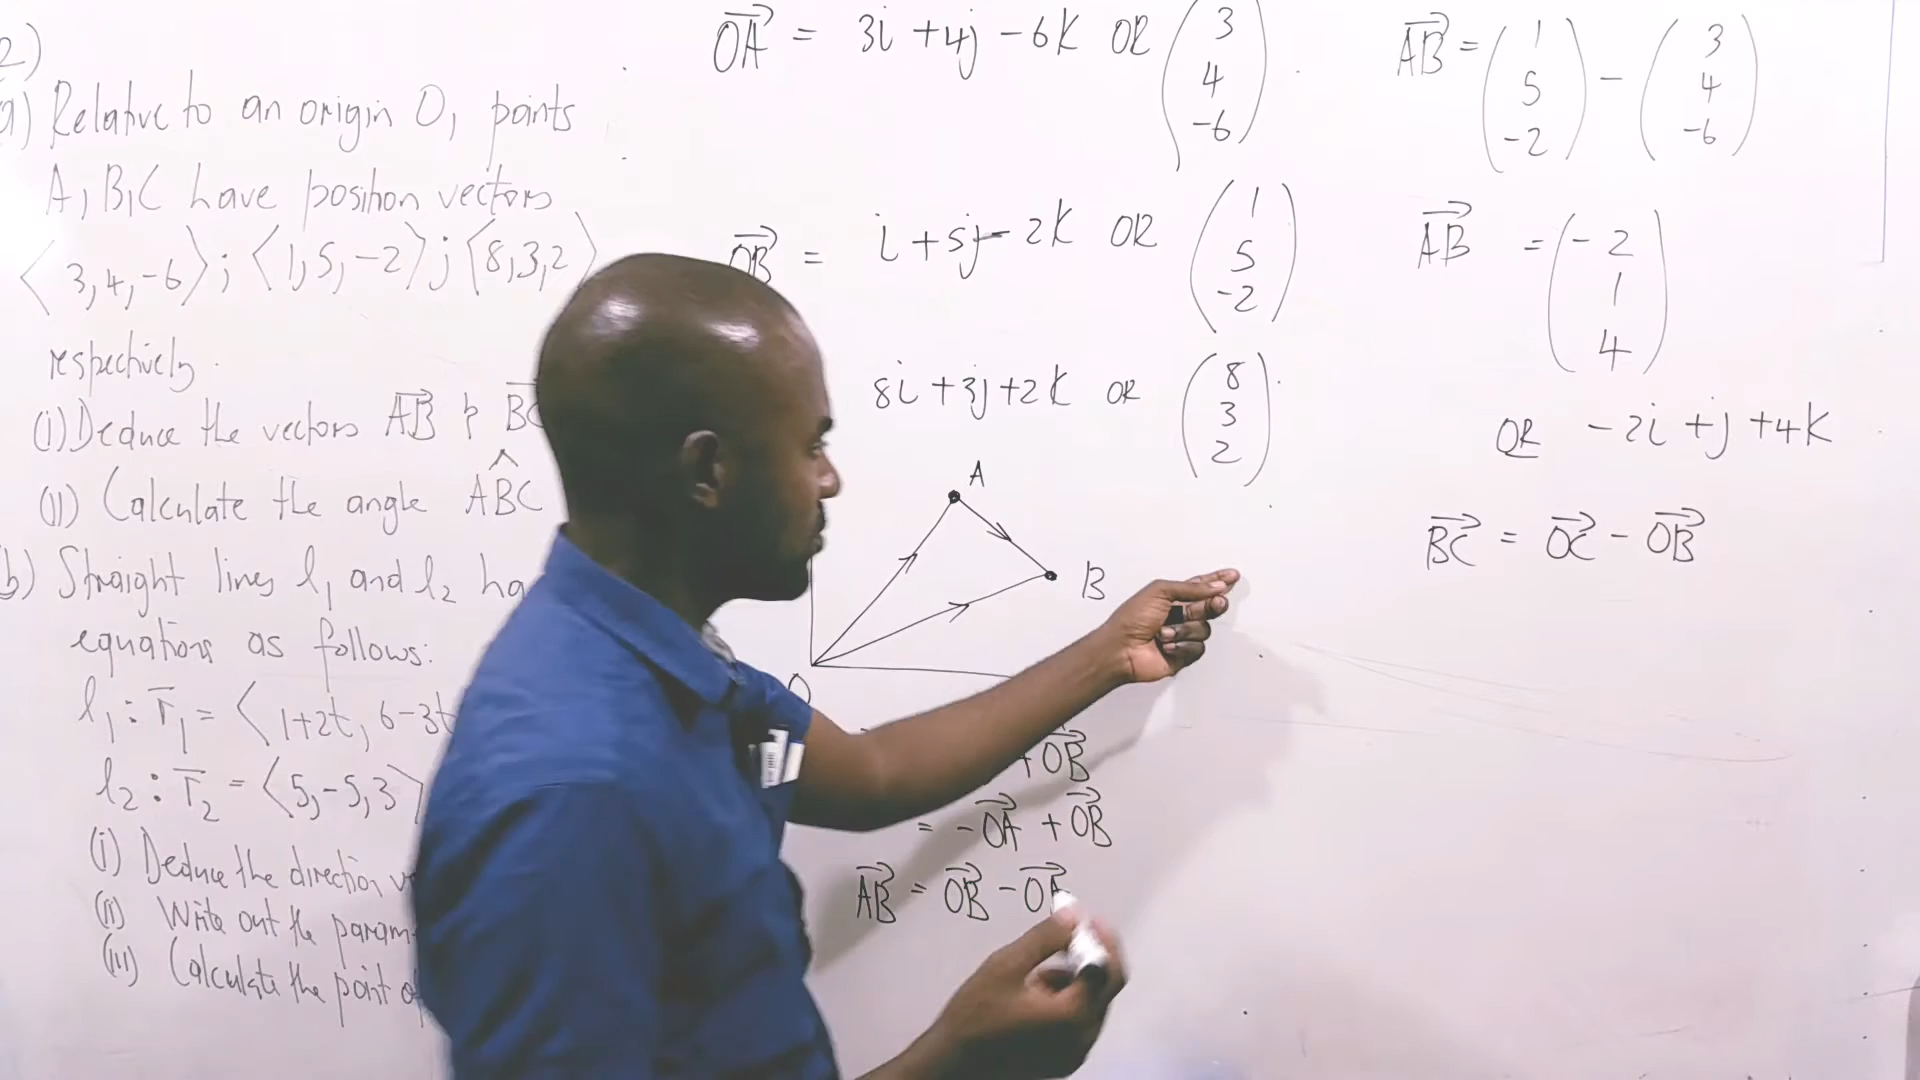 2)
a) Relative to an origin O, points
A, B, C have position vectors
⟨3,4,-6⟩; ⟨1,5,-2⟩; ⟨8,3,2⟩
respectively.
(i) Deduce the vectors AB⃗ & BC
(ii) Calculate the angle AB̂C
b) Straight lines l₁ and l₂ ha
equations as follows:
l₁: r̄₁ = ⟨1+2t, 6-3t
l₂: r̄₂ = ⟨5,-5,3⟩
(i) Deduce the direction
(ii) Write out the param
(iii) Calculate the point
OA⃗ = 3i + 4j - 6k OR (3
4
-6)
OB⃗ = i + 5j - 2k OR (1
5
-2)
8i + 3j + 2k OR (8
3
2)
A
B
O
+ OB⃗
= -OA⃗ + OB⃗
AB⃗ = OB⃗ - OA⃗
AB⃗ = (1 5 -2) - (3 4 -6)
AB⃗ = (-2
1
4)
OR -2i + j + 4k
BC⃗ = OC⃗ - OB⃗